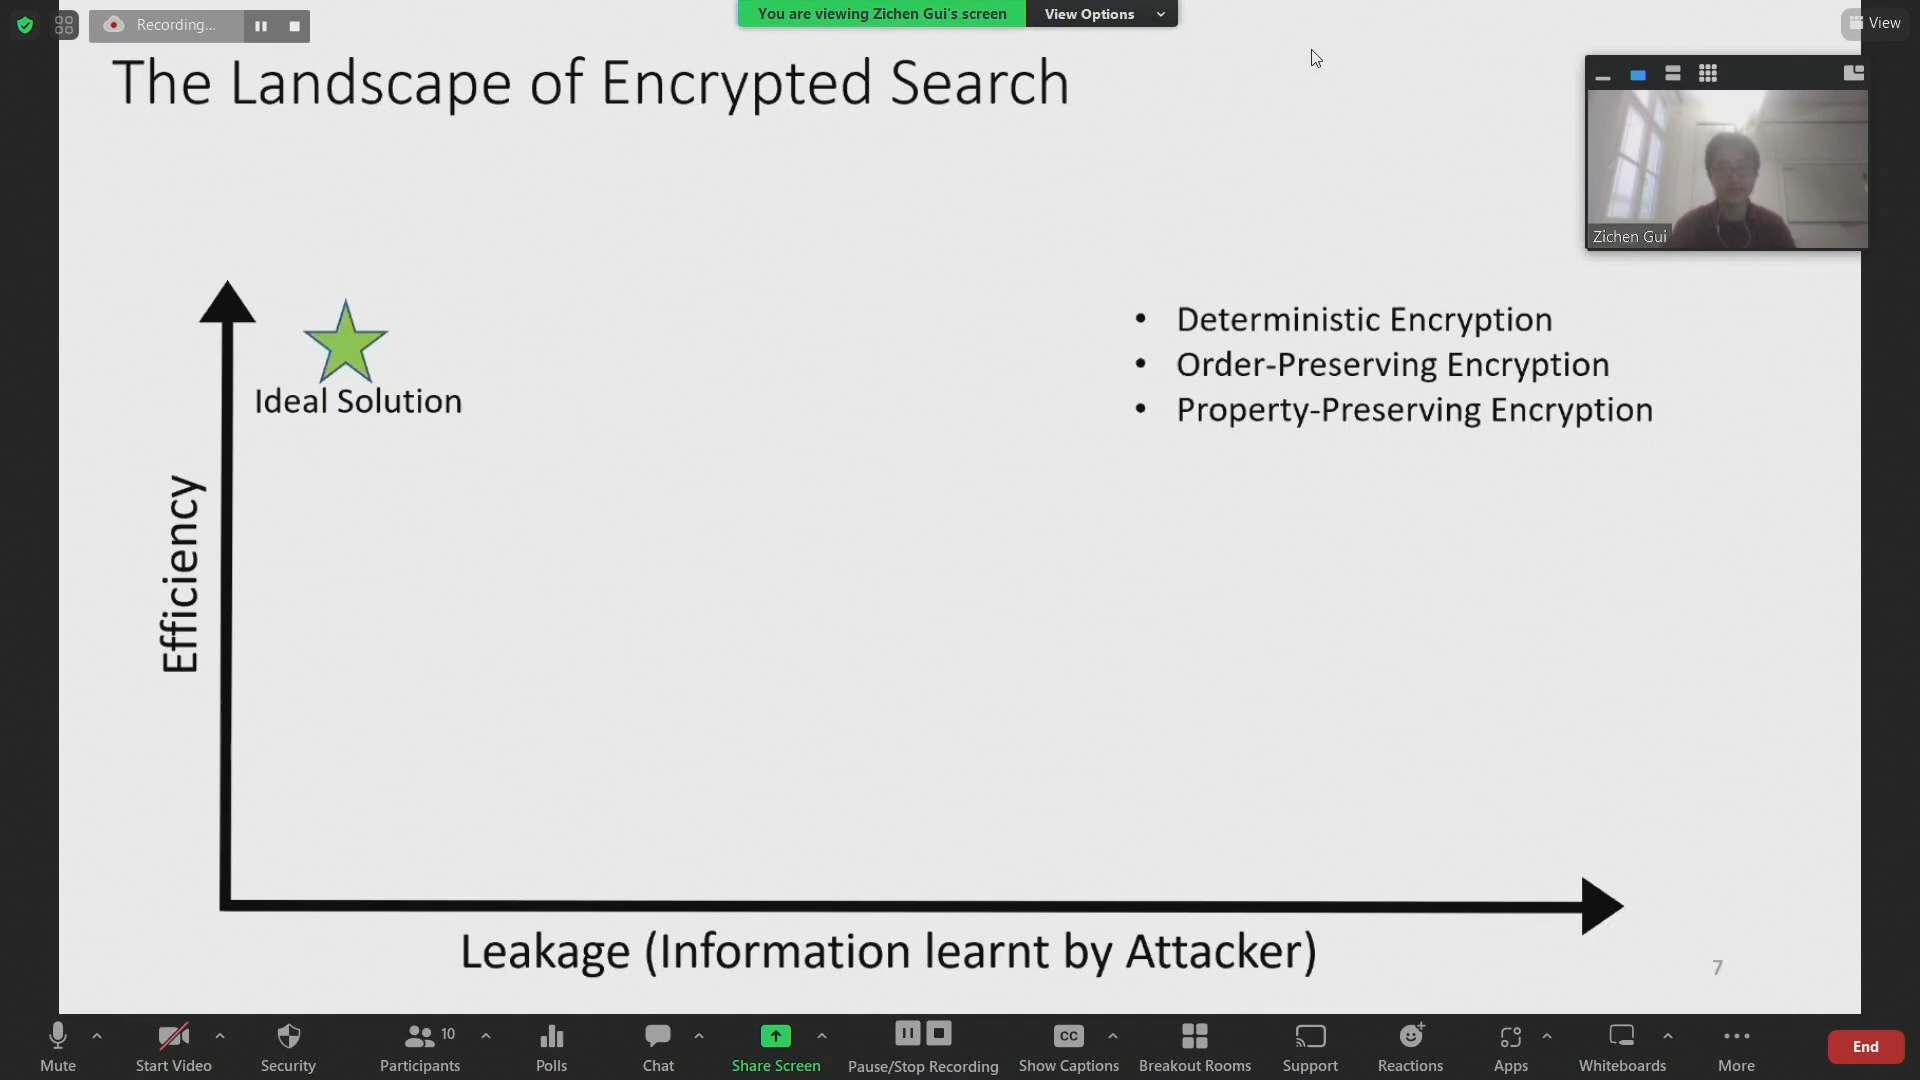 Recording...
You are viewing Zichen Gui's screen
View Options
View
The Landscape of Encrypted Search
Zichen Gui
Ideal Solution
• Deterministic Encryption
• Order-Preserving Encryption
• Property-Preserving Encryption
Efficiency
Leakage (Information learnt by Attacker)
7
Mute
Start Video
Security
Participants 10
Polls
Chat
Share Screen
Pause/Stop Recording
CC
Show Captions
Breakout Rooms
Support
Reactions
Apps
Whiteboards
More
End